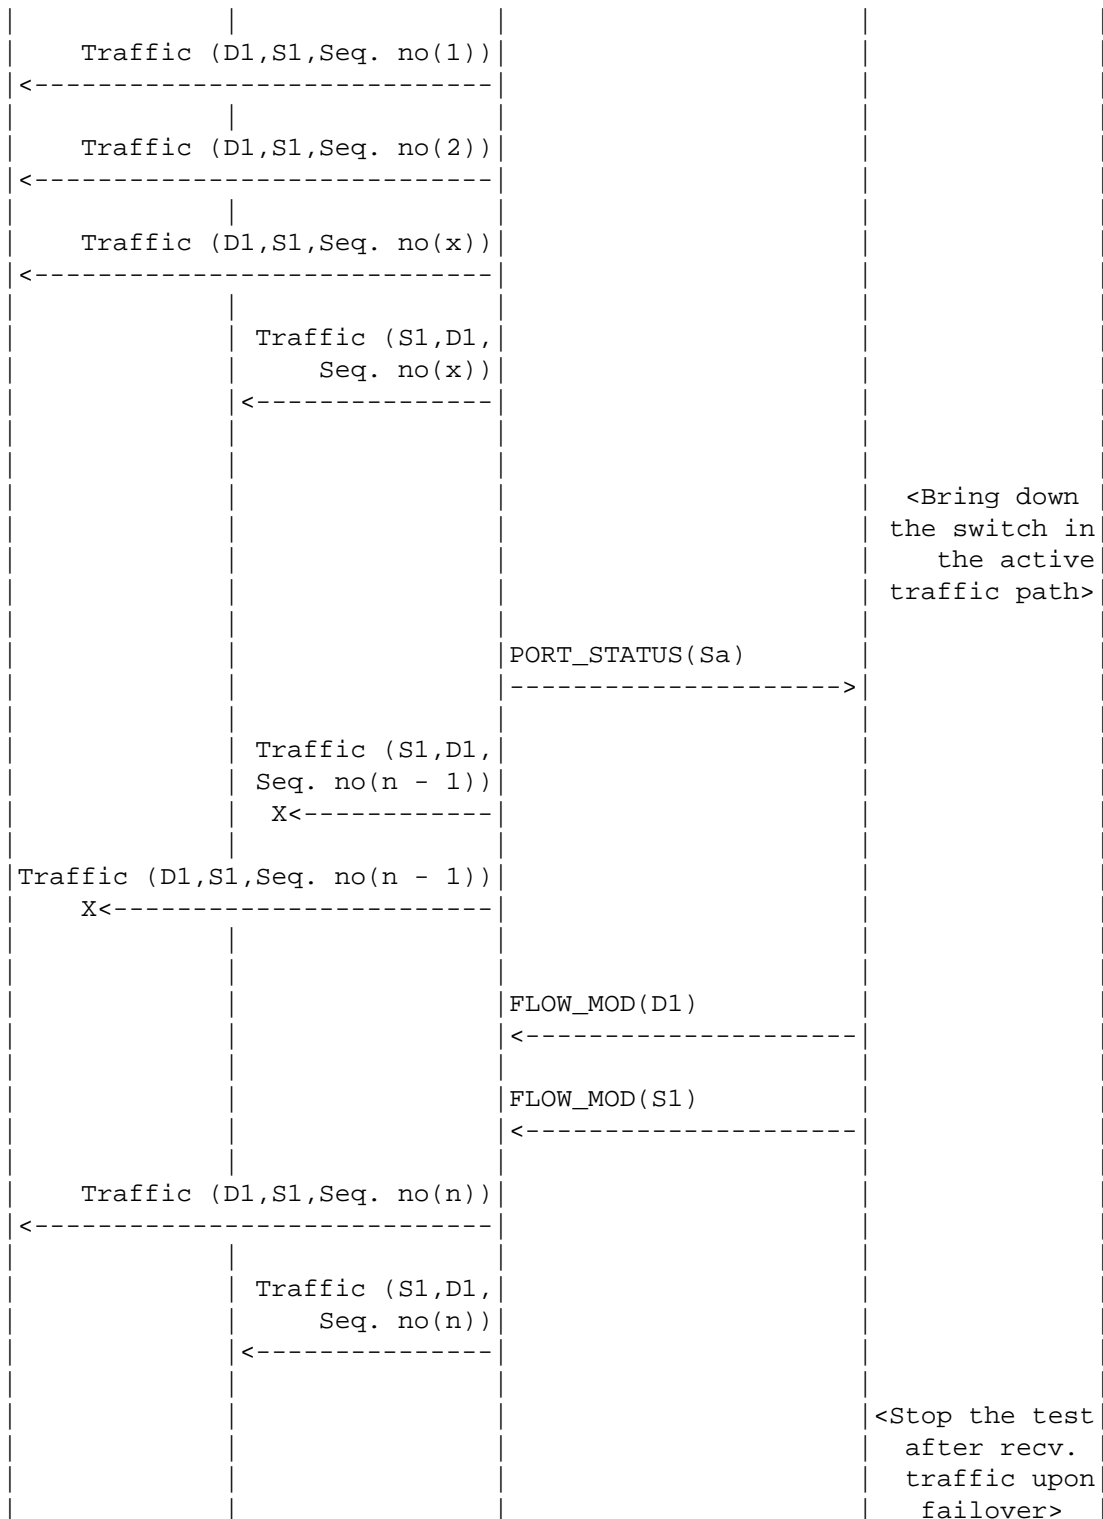 Traffic (D1,S1,Seq. no(1))
Traffic (D1,S1,Seq. no(2))
Traffic (D1,S1,Seq. no(x))
Traffic (S1,D1,
Seq. no(x))
<Bring down
the switch in
the active
traffic path>
PORT_STATUS(Sa)
Traffic (S1,D1,
Seq. no(n - 1))
X<------------
Traffic (D1,S1,Seq. no(n - 1))
X<------------------------
FLOW_MOD(D1)
FLOW_MOD(S1)
Traffic (D1,S1,Seq. no(n))
Traffic (S1,D1,
Seq. no(n))
<Stop the test
after recv.
traffic upon
failover>